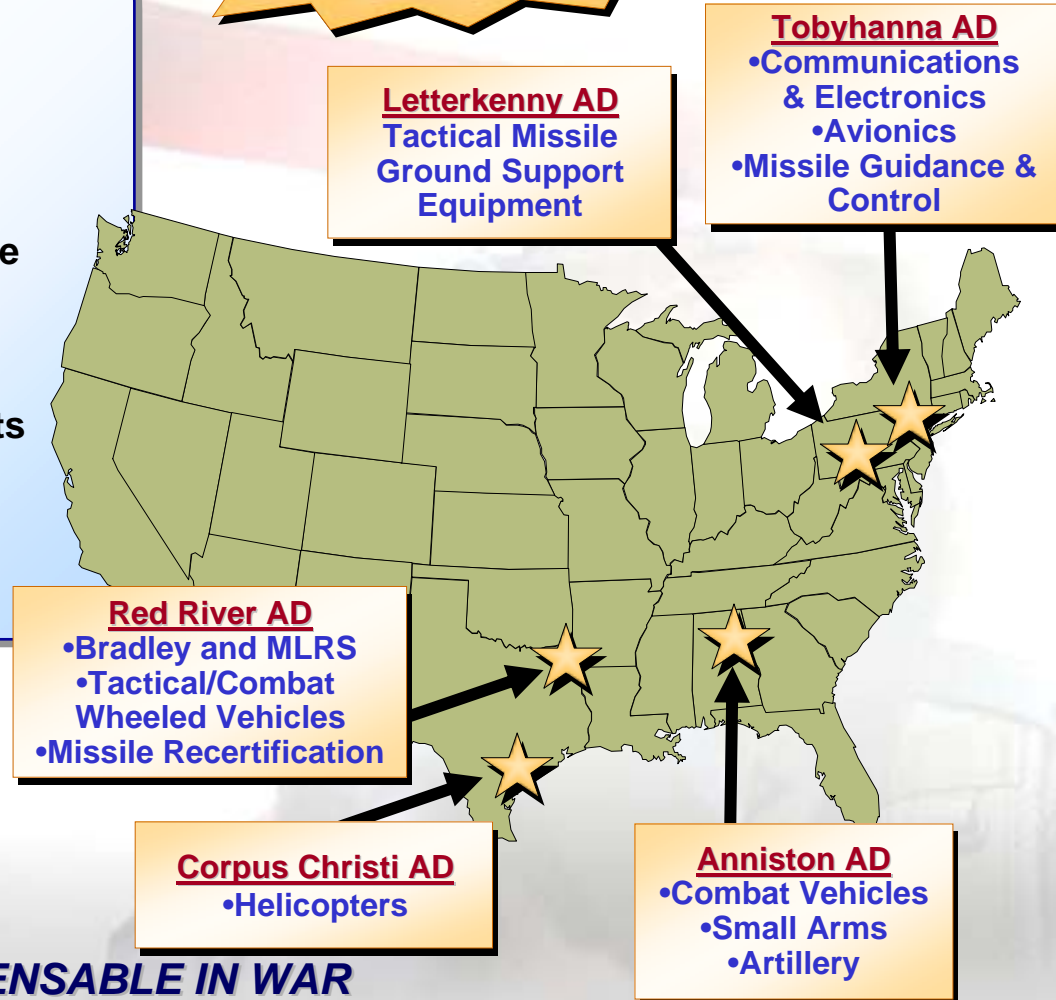 Tobyhanna AD
•Communications
& Electronics
•Avionics
•Missile Guidance &
Control
Letterkenny AD
Tactical Missile
Ground Support
Equipment
Red River AD
•Bradley and MLRS
•Tactical/Combat
Wheeled Vehicles
•Missile Recertification
Corpus Christi AD
•Helicopters
Anniston AD
•Combat Vehicles
•Small Arms
•Artillery
IN WAR